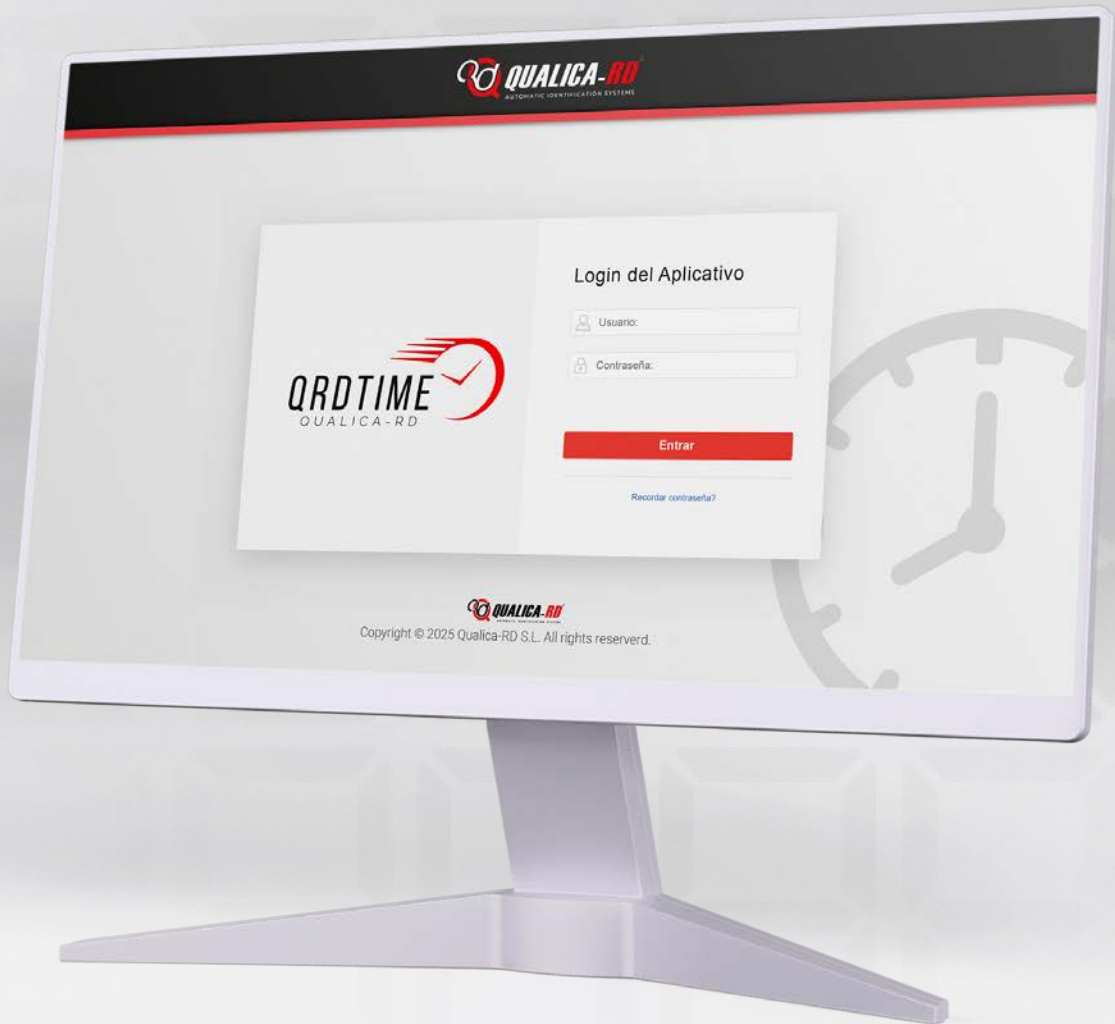 QUALICA-RD
AUTOMATIC IDENTIFICATION SYSTEMS
Login del Aplicativo
Usuario:
Contraseña:
QRDTIME
QUALICA-RD
Entrar
Recordar contraseña?
QUALICA-RD
Copyright © 2025 Qualica-RD S.L. All rights reserverd.